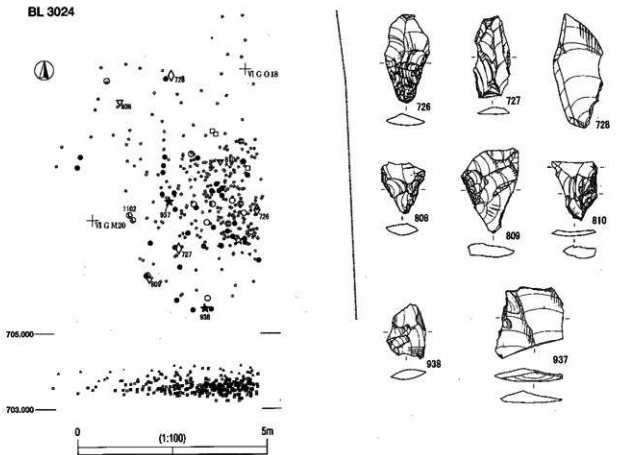 BL 3024
726 727 728
728
VI G O18
808
808 809 810
1102
937
726
VI G M20
727
809
938
938 937
705.000
703.000
0 (1:100) 5m